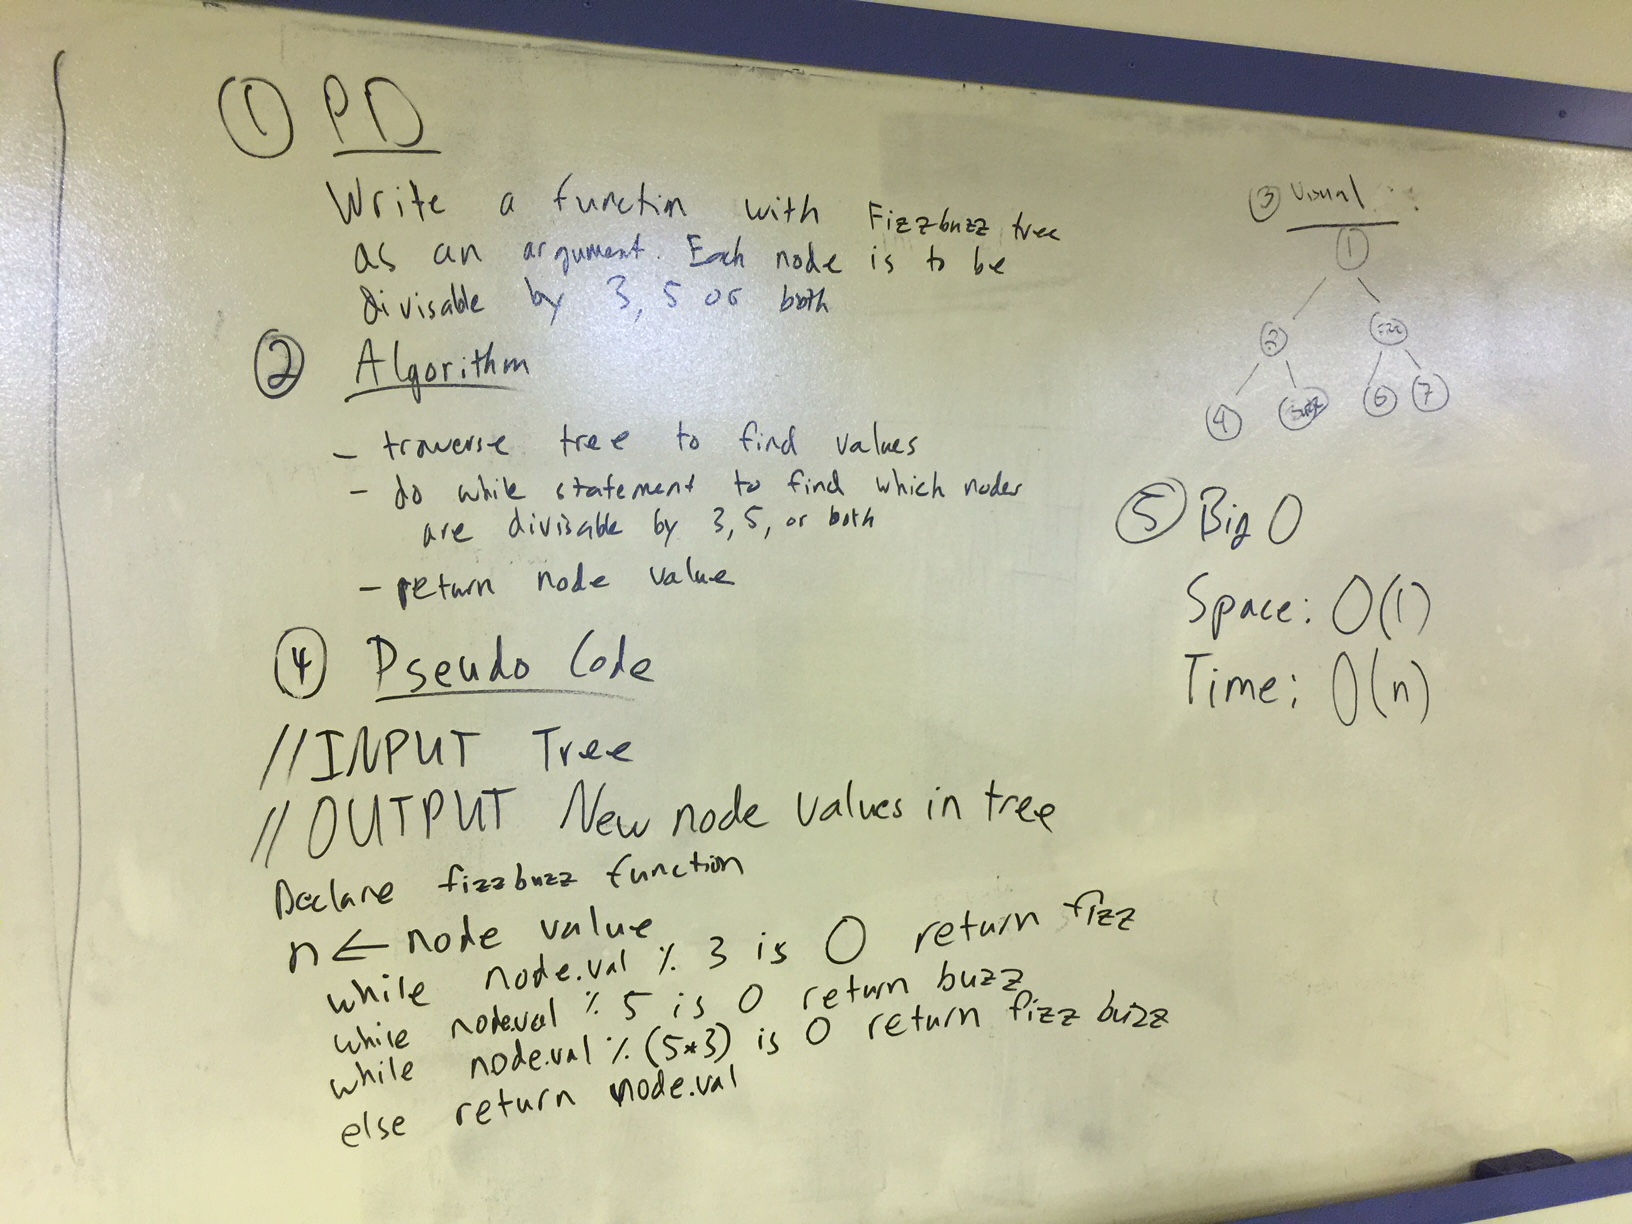 ① PD
Write a function with Fizzbuzz tree
as an argument. Each node is to be
divisable by 3, 5 or both
② Algorithm
- traverse tree to find values
- do while statement to find which nodes
are divisable by 3, 5, or both
- return node value
③ Visual
1
2
4
Buzz
6
7
④ Pseudo Code
//INPUT Tree
//OUTPUT New node values in tree
Declare fizzbuzz function
n ← node value
while node.val % 3 is 0 return fizz
while node.val % 5 is 0 return buzz
while node.val % (5*3) is 0 return fizz buzz
else return node.val
⑤ Big O
Space: O(1)
Time: O(n)